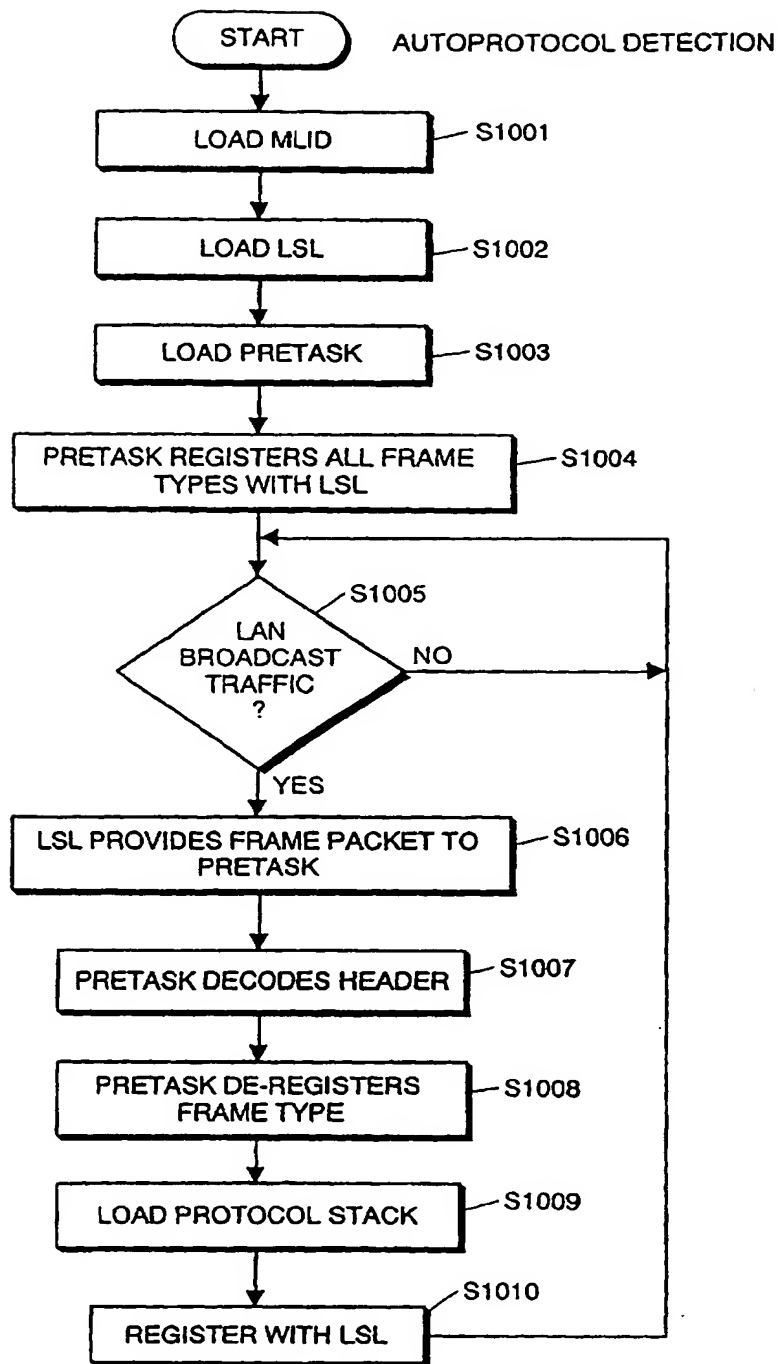 START
AUTOPROTOCOL DETECTION
LOAD MLID
S1001
LOAD LSL
S1002
LOAD PRETASK
S1003
PRETASK REGISTERS ALL FRAME
TYPES WITH LSL
S1004
S1005
LAN
BROADCAST
TRAFFIC
?
NO
YES
LSL PROVIDES FRAME PACKET TO
PRETASK
S1006
PRETASK DECODES HEADER
S1007
PRETASK DE-REGISTERS
FRAME TYPE
S1008
LOAD PROTOCOL STACK
S1009
S1010
REGISTER WITH LSL